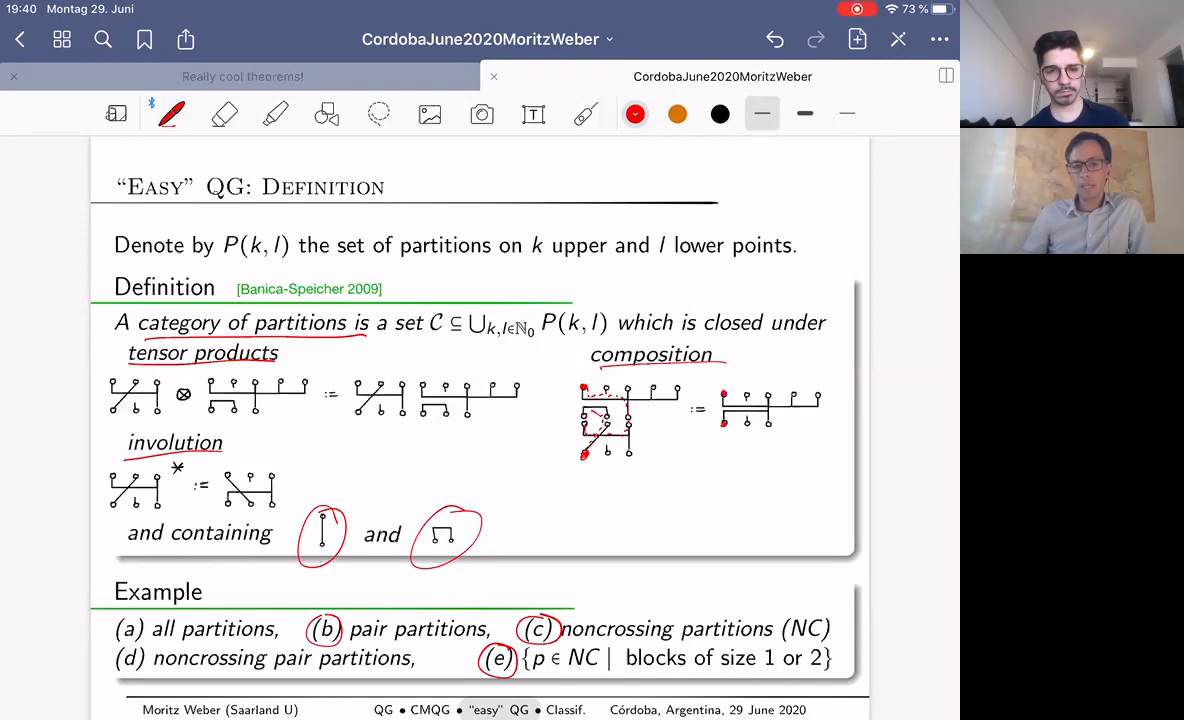 19:40 Montag 29. Juni
73 %
CordobaJune2020MoritzWeber
Really cool theorems!
CordobaJune2020MoritzWeber
“EASY” QG: DEFINITION
Denote by P(k, l) the set of partitions on k upper and l lower points.
Definition [Banica-Speicher 2009]
A category of partitions is a set C ⊆ ⋃k,l∈ℕ₀ P(k, l) which is closed under
tensor products composition
⊗ := :=
involution
* :=
and containing and
Example
(a) all partitions, (b) pair partitions, (c) noncrossing partitions (NC)
(d) noncrossing pair partitions, (e) {p ∈ NC | blocks of size 1 or 2}
Moritz Weber (Saarland U) QG • CMQG • “easy” QG • Classif. Córdoba, Argentina, 29 June 2020